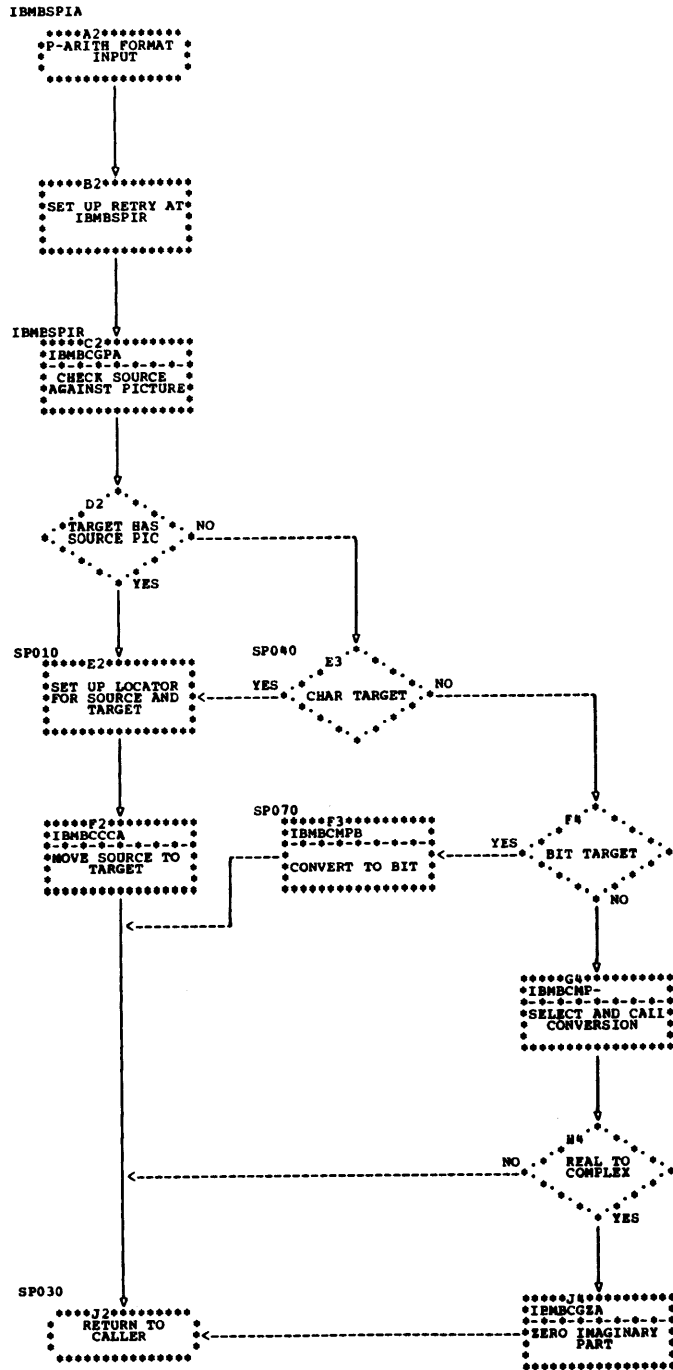 IBMBSPIA
A2
P-ARITH FORMAT
INPUT
B2
SET UP RETRY AT
IBMBSPIR
IBMBSPIR
C2
IBMBCGPA
CHECK SOURCE
AGAINST PICTURE
D2
TARGET HAS
SOURCE PIC
NO
YES
SP010
E2
SET UP LOCATOR
FOR SOURCE AND
TARGET
SP040
E3
YES
CHAR TARGET
NO
F2
IBMBCCCA
MOVE SOURCE TO
TARGET
SP070
F3
IBMBCMPB
CONVERT TO BIT
F4
YES
BIT TARGET
NO
G4
IBMBCMP-
SELECT AND CALL
CONVERSION
H4
NO
REAL TO
COMPLEX
YES
SP030
J2
RETURN TO
CALLER
J4
IBMBCGZA
ZERO IMAGINARY
PART